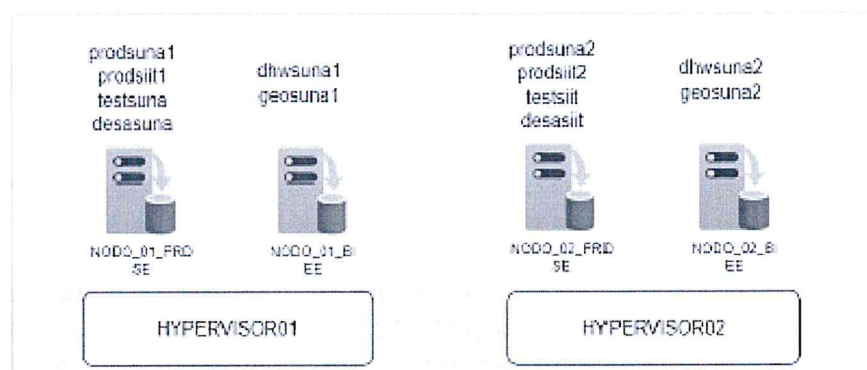 prodsuna1
prodsiit1
testsuna
desasuna
dhwsuna1
geosuna1
prodsuna2
prodsiit2
testsiit
desasiit
dhwsuna2
geosuna2
NODO_01_PRD
SE
NODO_01_BI
EE
NODO_02_PRD
SE
NODO_02_BI
EE
HYPERVISOR01
HYPERVISOR02